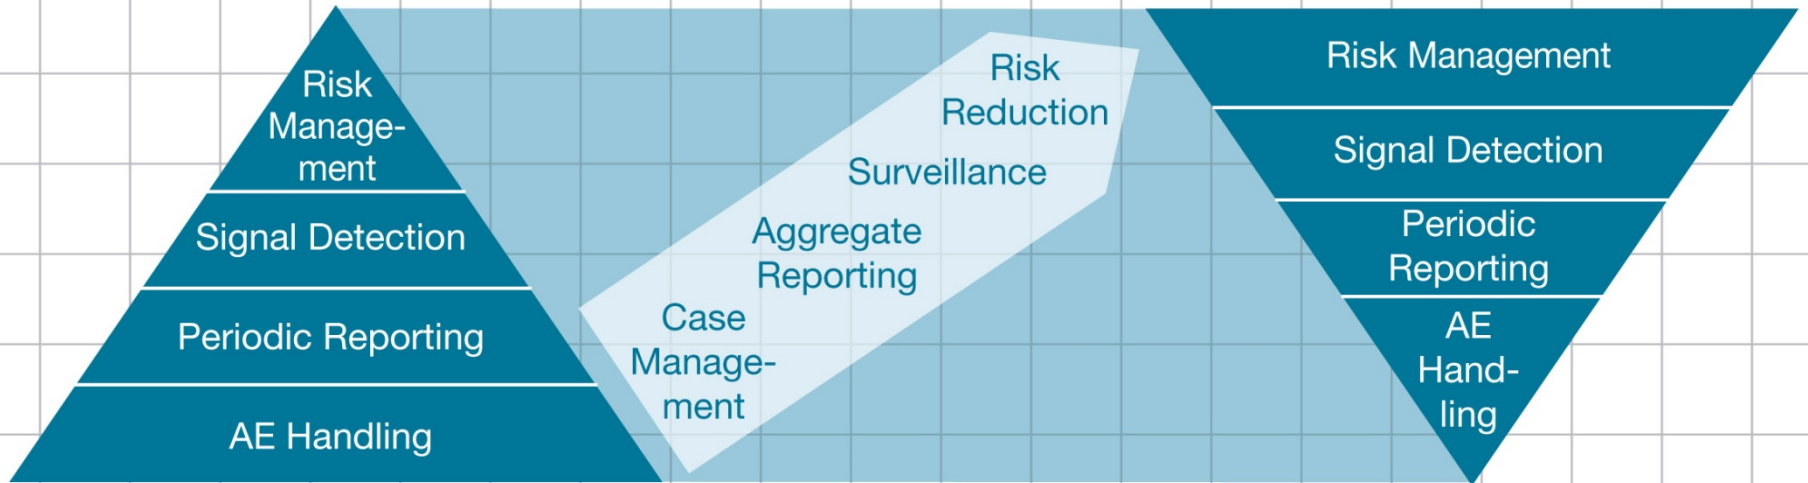 Risk
Manage-
ment
Signal Detection
Periodic Reporting
AE Handling
Risk
Reduction
Surveillance
Aggregate
Reporting
Case
Manage-
ment
Risk Management
Signal Detection
Periodic
Reporting
AE
Hand-
ling